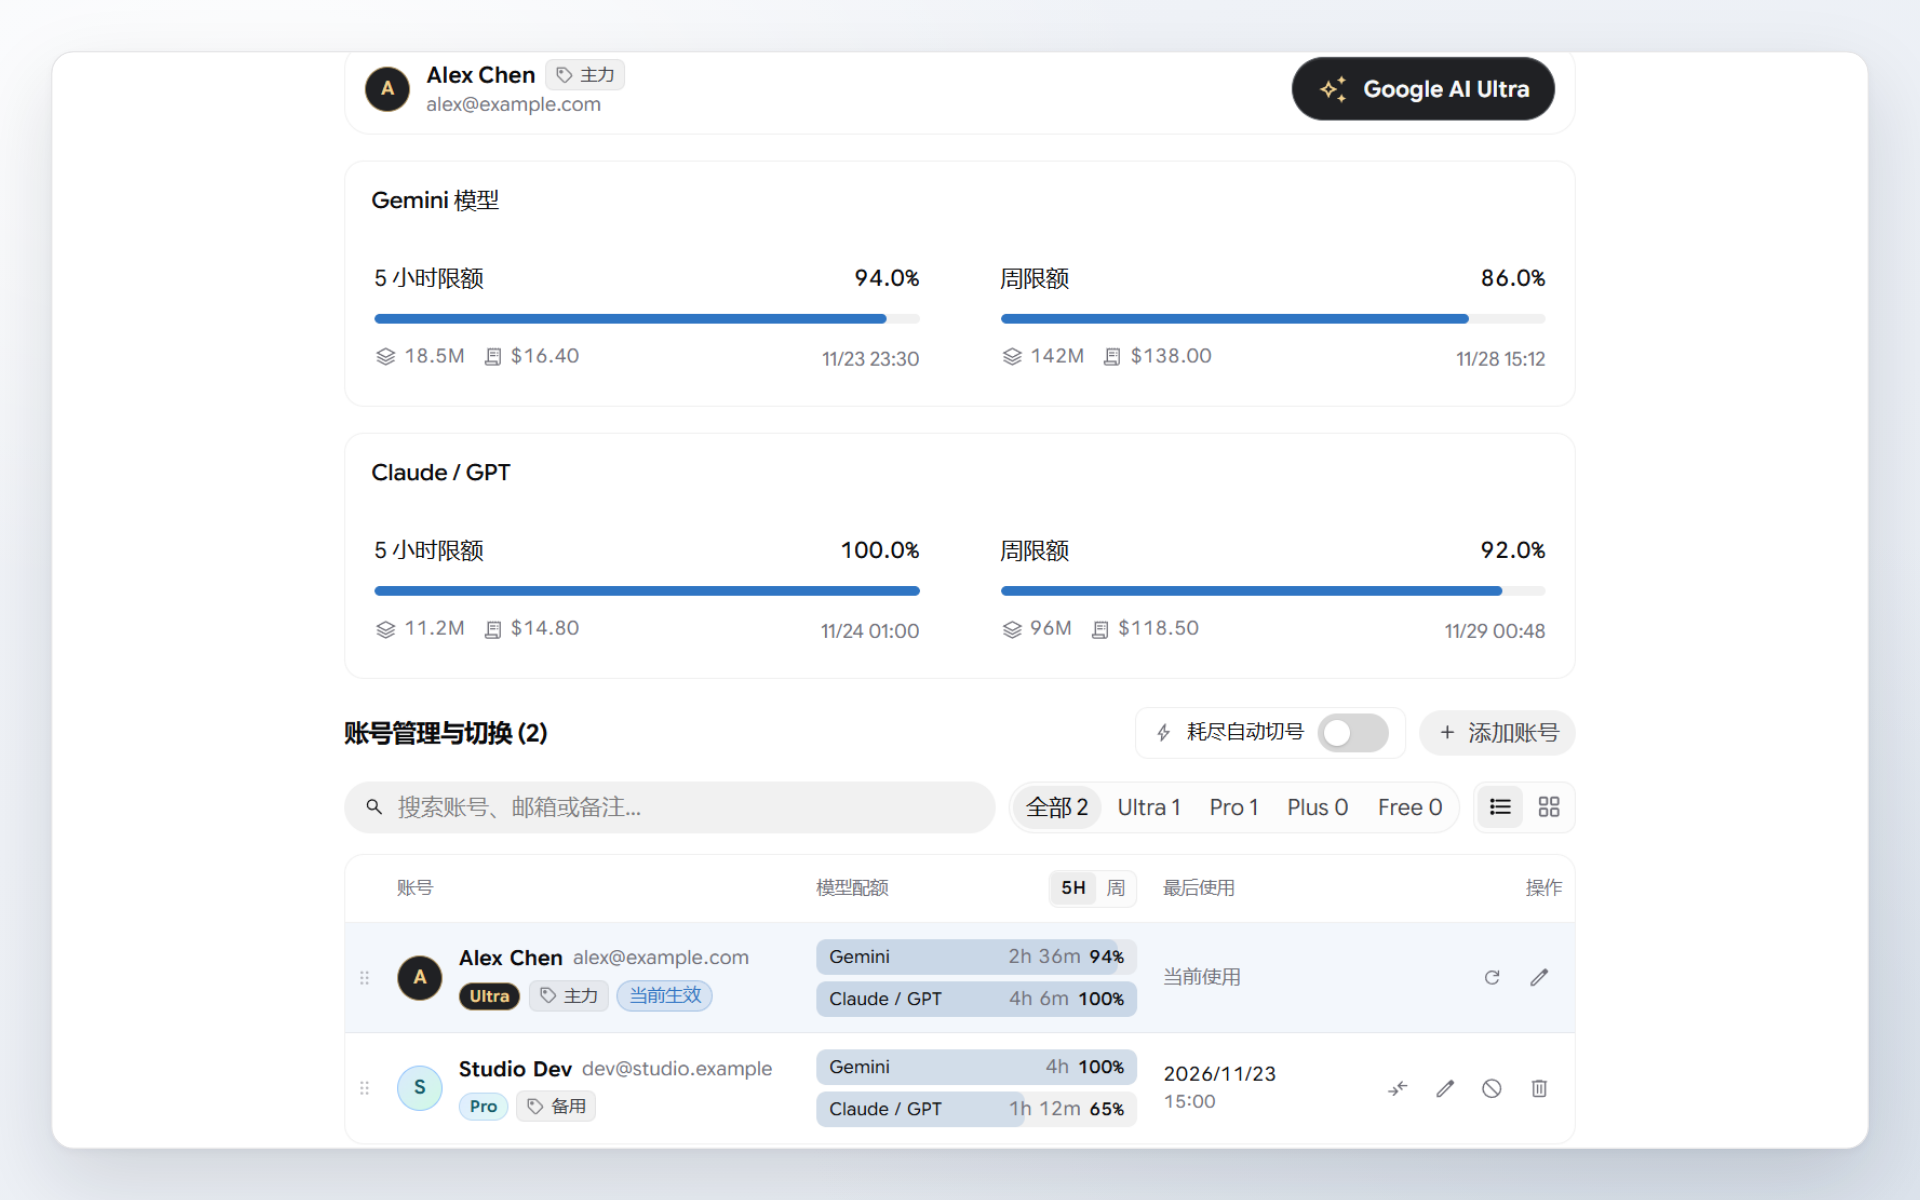 A
Alex Chen 主力
alex@example.com
Google AI Ultra
Gemini 模型
5 小时限额 94.0%
18.5M $16.40 11/23 23:30
周限额 86.0%
142M $138.00 11/28 15:12
Claude / GPT
5 小时限额 100.0%
11.2M $14.80 11/24 01:00
周限额 92.0%
96M $118.50 11/29 00:48
账号管理与切换 (2)
耗尽自动切号
+ 添加账号
搜索账号、邮箱或备注...
全部 2 Ultra 1 Pro 1 Plus 0 Free 0
账号 模型配额 5H 周 最后使用 操作
A
Alex Chen alex@example.com
Ultra 主力 当前生效
Gemini 2h 36m 94%
Claude / GPT 4h 6m 100%
当前使用
S
Studio Dev dev@studio.example
Pro 备用
Gemini 4h 100%
Claude / GPT 1h 12m 65%
2026/11/23
15:00